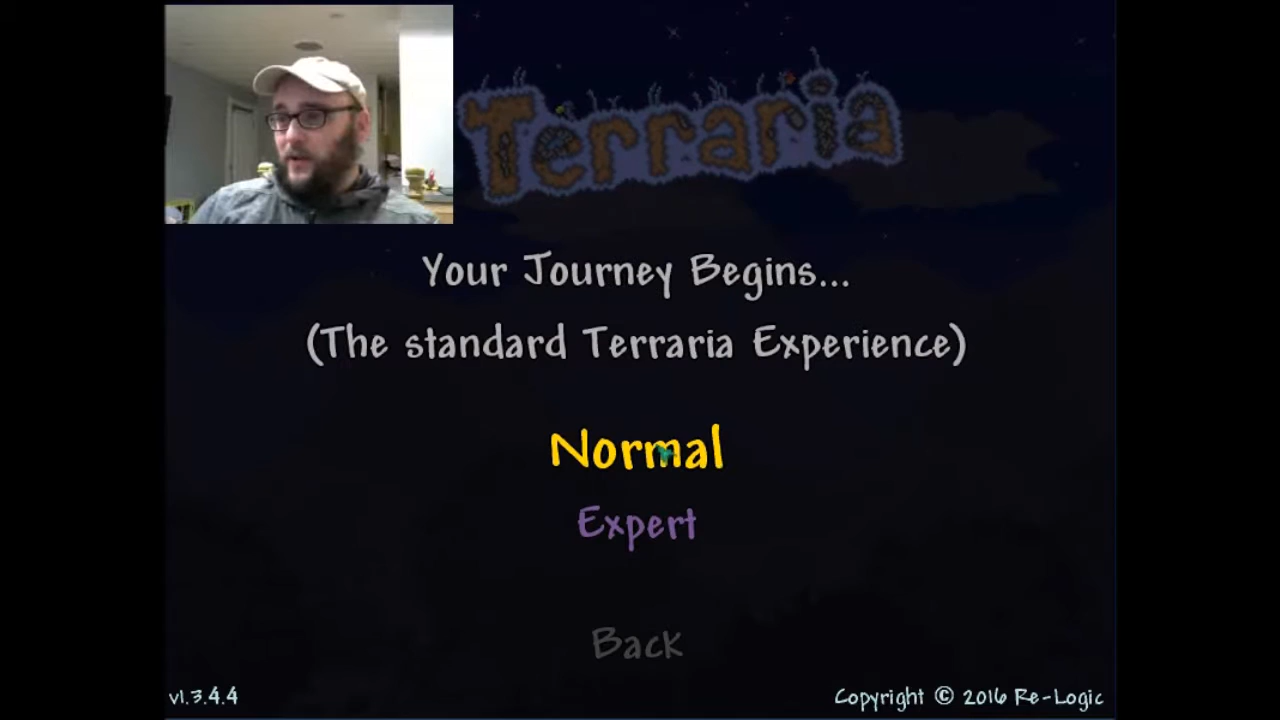 Terraria
Your Journey Begins...
(The standard Terraria Experience)
Normal
Expert
Back
v1.3.4.4
Copyright © 2016 Re-Logic